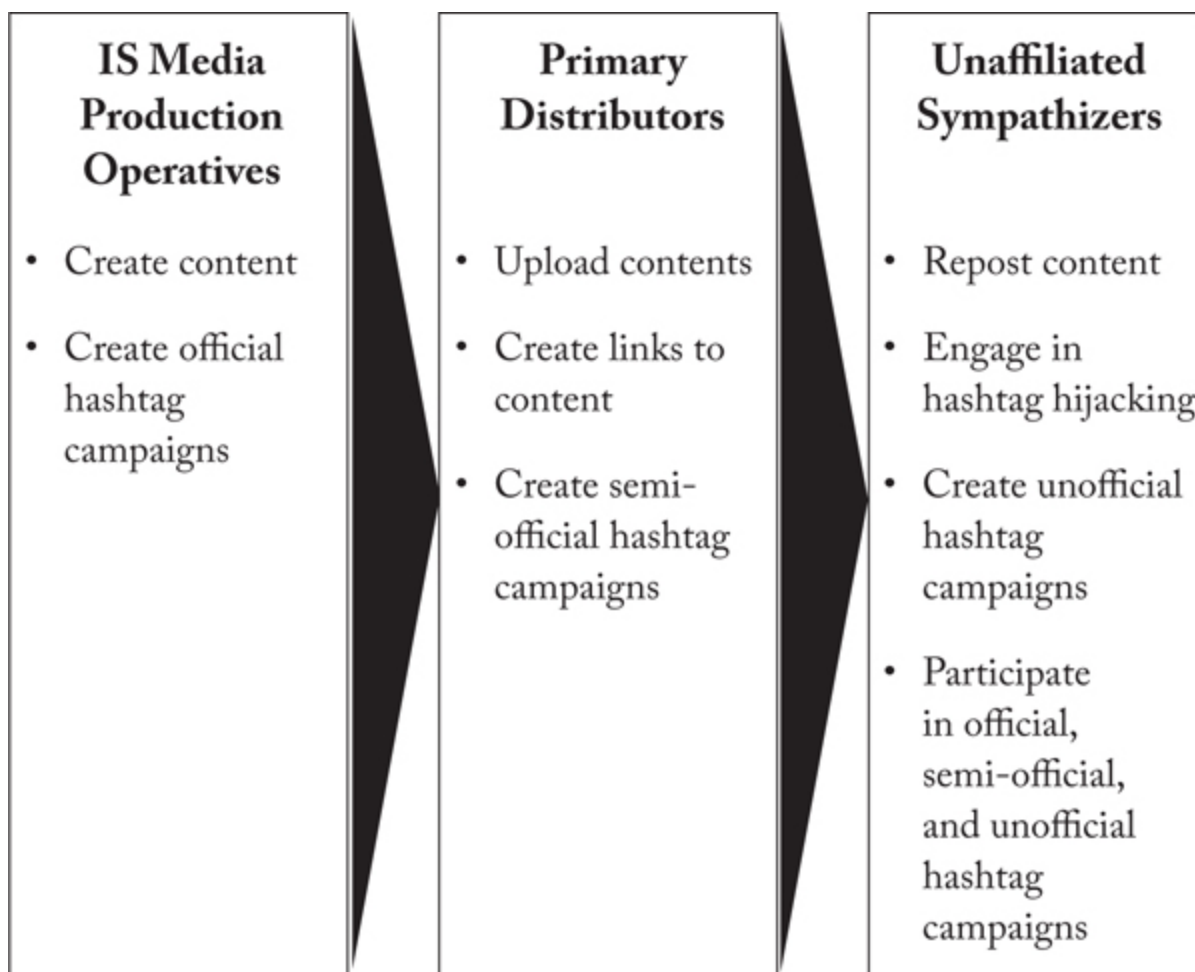 IS Media
Production
Operatives
• Create content
• Create official
hashtag
campaigns
Primary
Distributors
• Upload contents
• Create links to
content
• Create semi-
official hashtag
campaigns
Unaffiliated
Sympathizers
• Repost content
• Engage in
hashtag hijacking
• Create unofficial
hashtag
campaigns
• Participate
in official,
semi-official,
and unofficial
hashtag
campaigns